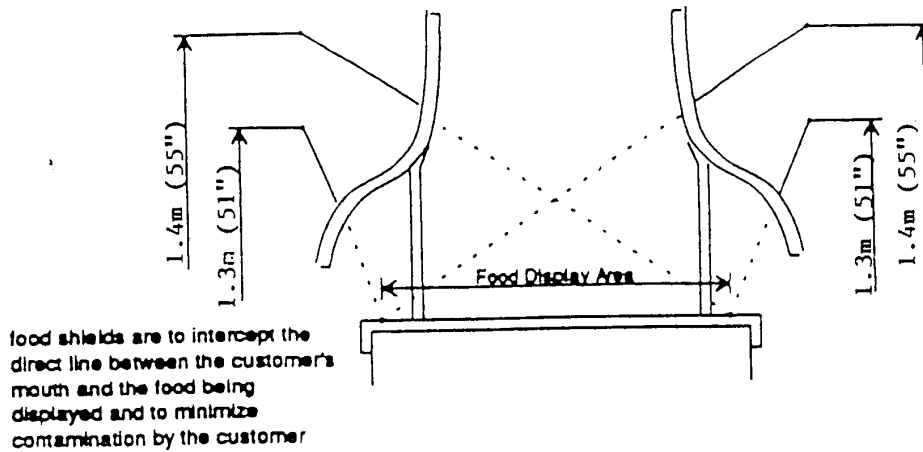 1.4m (55")
1.3m (51")
1.3m (51")
1.4m (55")
Food Display Area
food shields are to intercept the
direct line between the customer's
mouth and the food being
displayed and to minimize
contamination by the customer